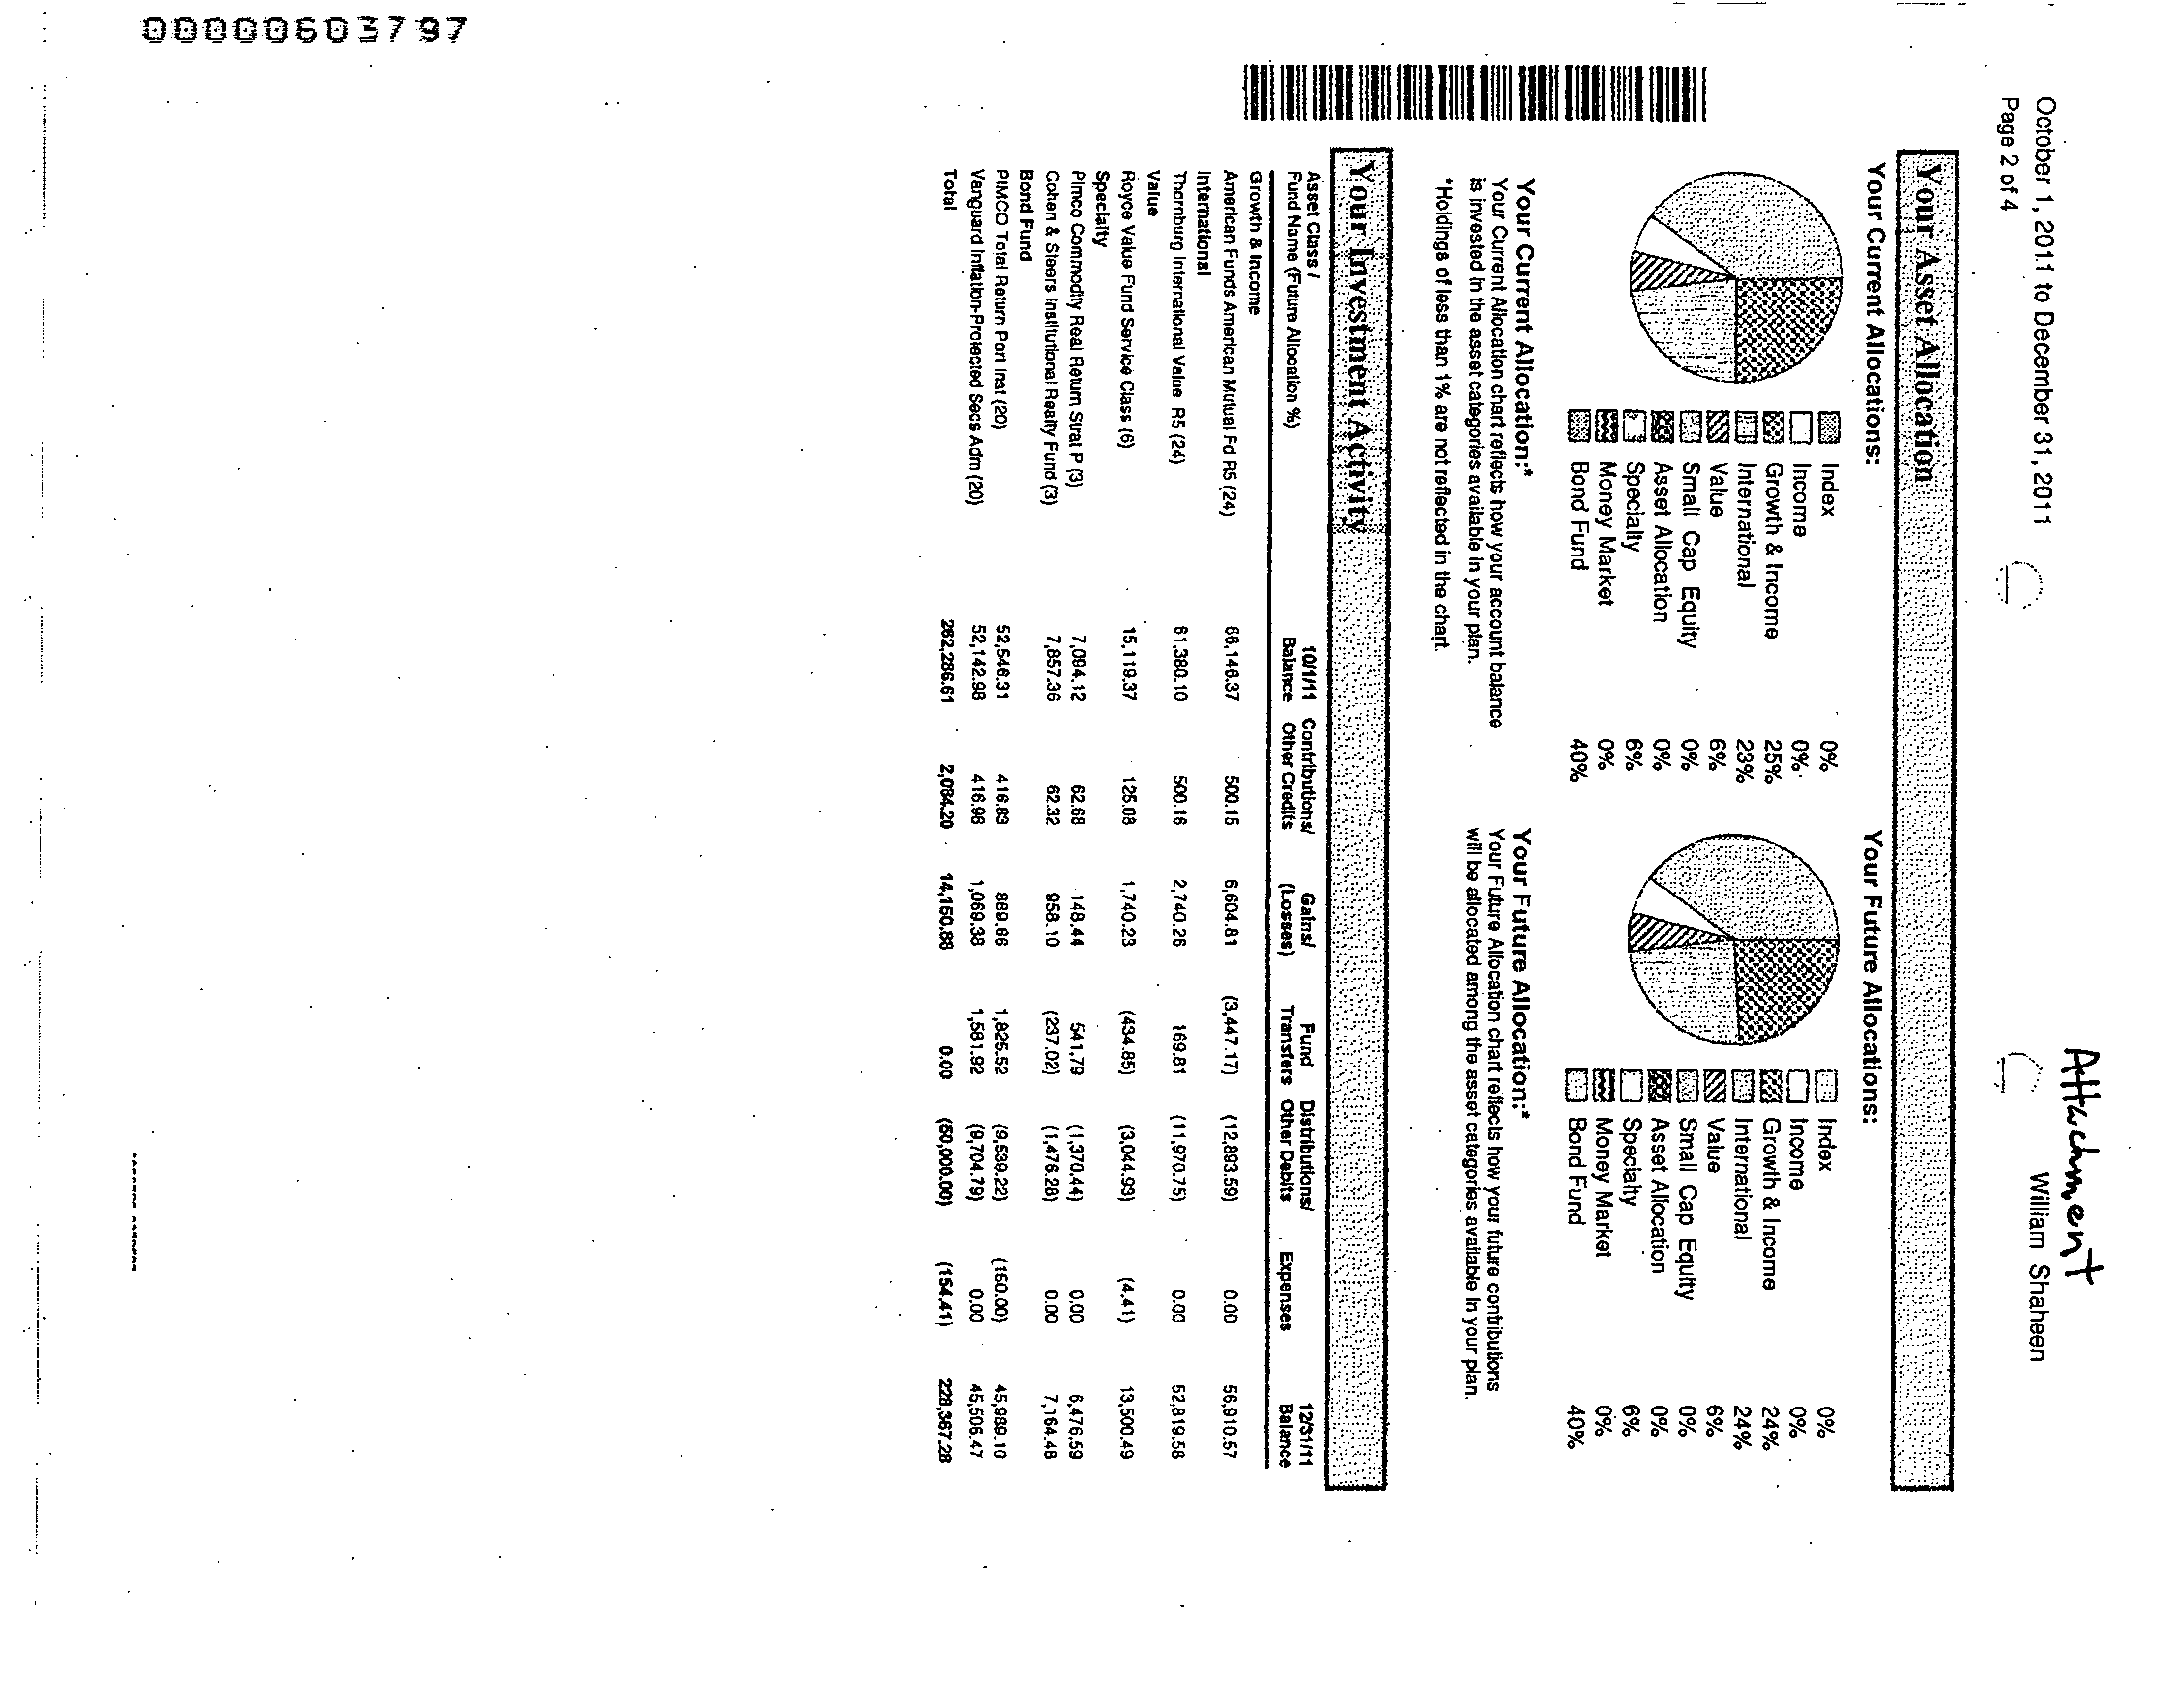 00000603797
Attachment
October 1, 2011 to December 31, 2011
William Shaheen
Page 2 of 4
Your Asset Allocation
Your Current Allocations:
Index 0%
Income 0%
Growth & Income 25%
International 23%
Value 6%
Small Cap Equity 0%
Asset Allocation 0%
Specialty 6%
Money Market 0%
Bond Fund 40%
Your Future Allocations:
Index 0%
Income 0%
Growth & Income 24%
International 24%
Value 6%
Small Cap Equity 0%
Asset Allocation 0%
Specialty 6%
Money Market 0%
Bond Fund 40%
Your Current Allocation:*
Your Current Allocation chart reflects how your account balance
is invested in the asset categories available in your plan.
*Holdings of less than 1% are not reflected in the chart.
Your Future Allocation:*
Your Future Allocation chart reflects how your future contributions
will be allocated among the asset categories available in your plan.
Your Investment Activity
Asset Class / 10/1/11 Contributions/ Gains/ Fund Distributions/ 12/31/11
Fund Name (Future Allocation %) Balance Other Credits (Losses) Transfers Other Debits Expenses Balance
Growth & Income
American Funds American Mutual Fd R5 (24) 66,146.37 500.15 6,604.81 (3,447.17) (12,893.59) 0.00 56,910.57
International
Thornburg International Value R5 (24) 61,380.10 500.16 2,740.26 169.81 (11,970.75) 0.00 52,819.58
Value
Royce Value Fund Service Class (6) 15,119.37 125.03 1,740.23 (434.85) (3,044.93) (4.41) 13,500.49
Specialty
Pimco Commodity Real Return Strat P (3) 7,094.12 62.68 148.44 541.79 (1,370.44) 0.00 6,476.59
Cohen & Steers Institutional Realty Fund (3) 7,857.36 62.32 958.10 (237.02) (1,476.28) 0.00 7,164.48
Bond Fund
PIMCO Total Return Port Inst (20) 52,546.31 416.89 889.66 1,825.52 (9,539.22) (150.00) 45,989.10
Vanguard Inflation-Protected Secs Adm (20) 52,142.98 416.96 1,069.38 1,581.92 (9,704.79) 0.00 45,506.47
Total 262,286.61 2,084.20 14,150.88 0.00 (50,000.00) (154.41) 228,367.28